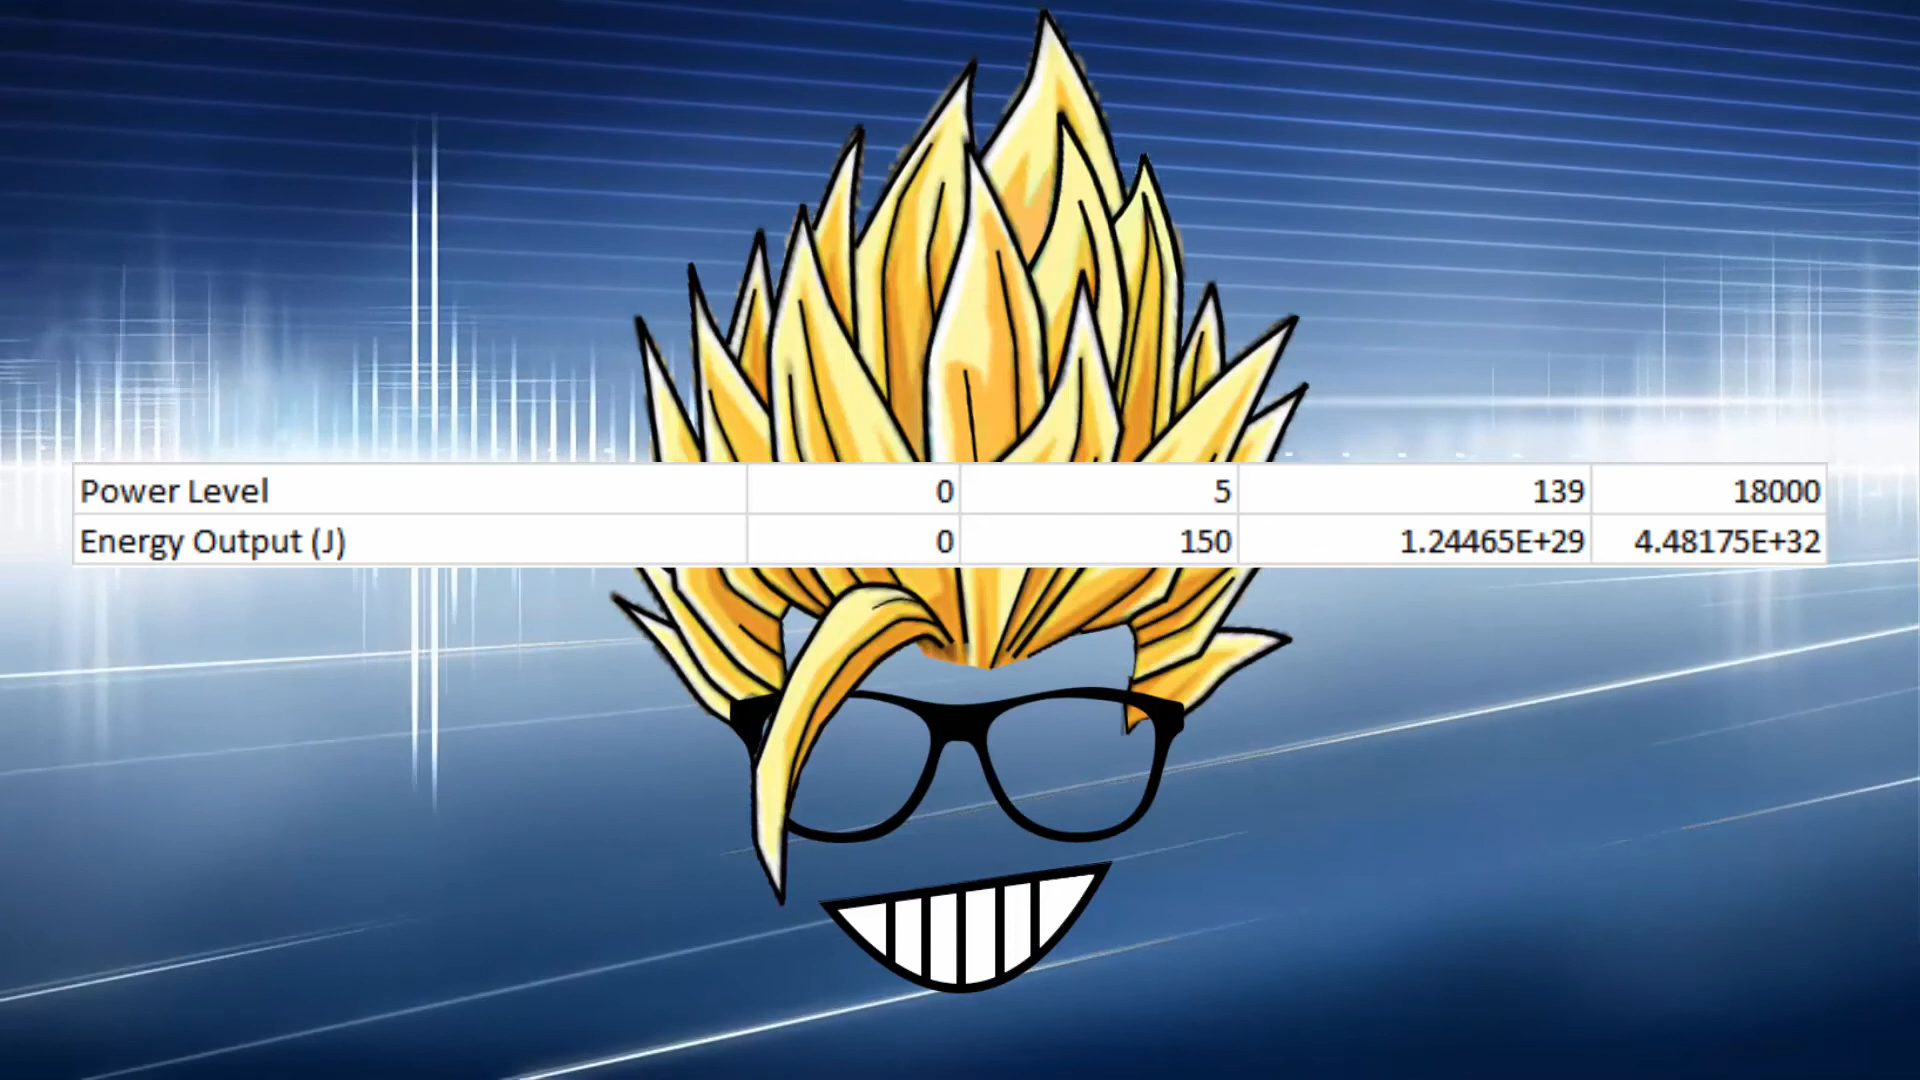 Power Level 0 5 139 18000
Energy Output (J) 0 150 1.24465E+29 4.48175E+32